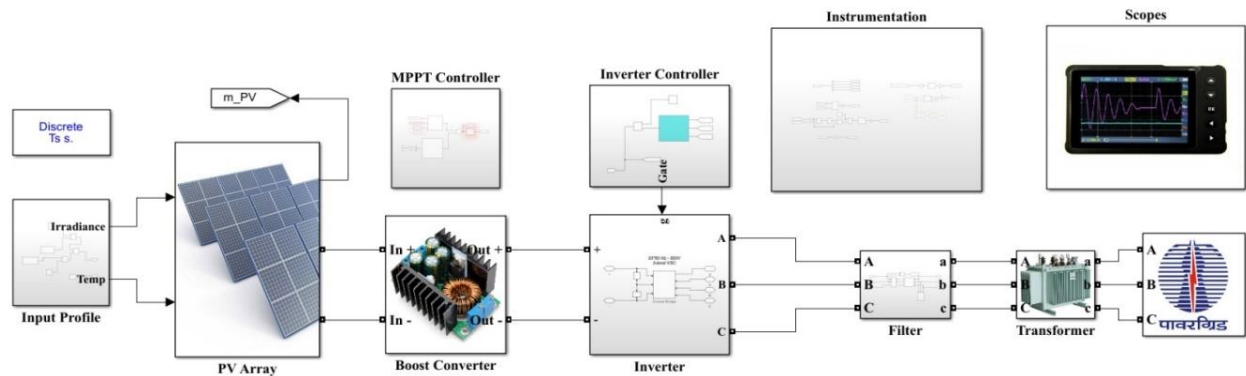 Instrumentation
Scopes
MPPT Controller
Inverter Controller
m_PV
Discrete
Ts s.
Gate
g
Irradiance
Temp
In +
Out +
In -
Out -
+
-
A
B
C
A
B
C
a
b
c
A
B
C
a
b
c
A
B
C
पावरग्रिड
Input Profile
PV Array
Boost Converter
Inverter
Filter
Transformer